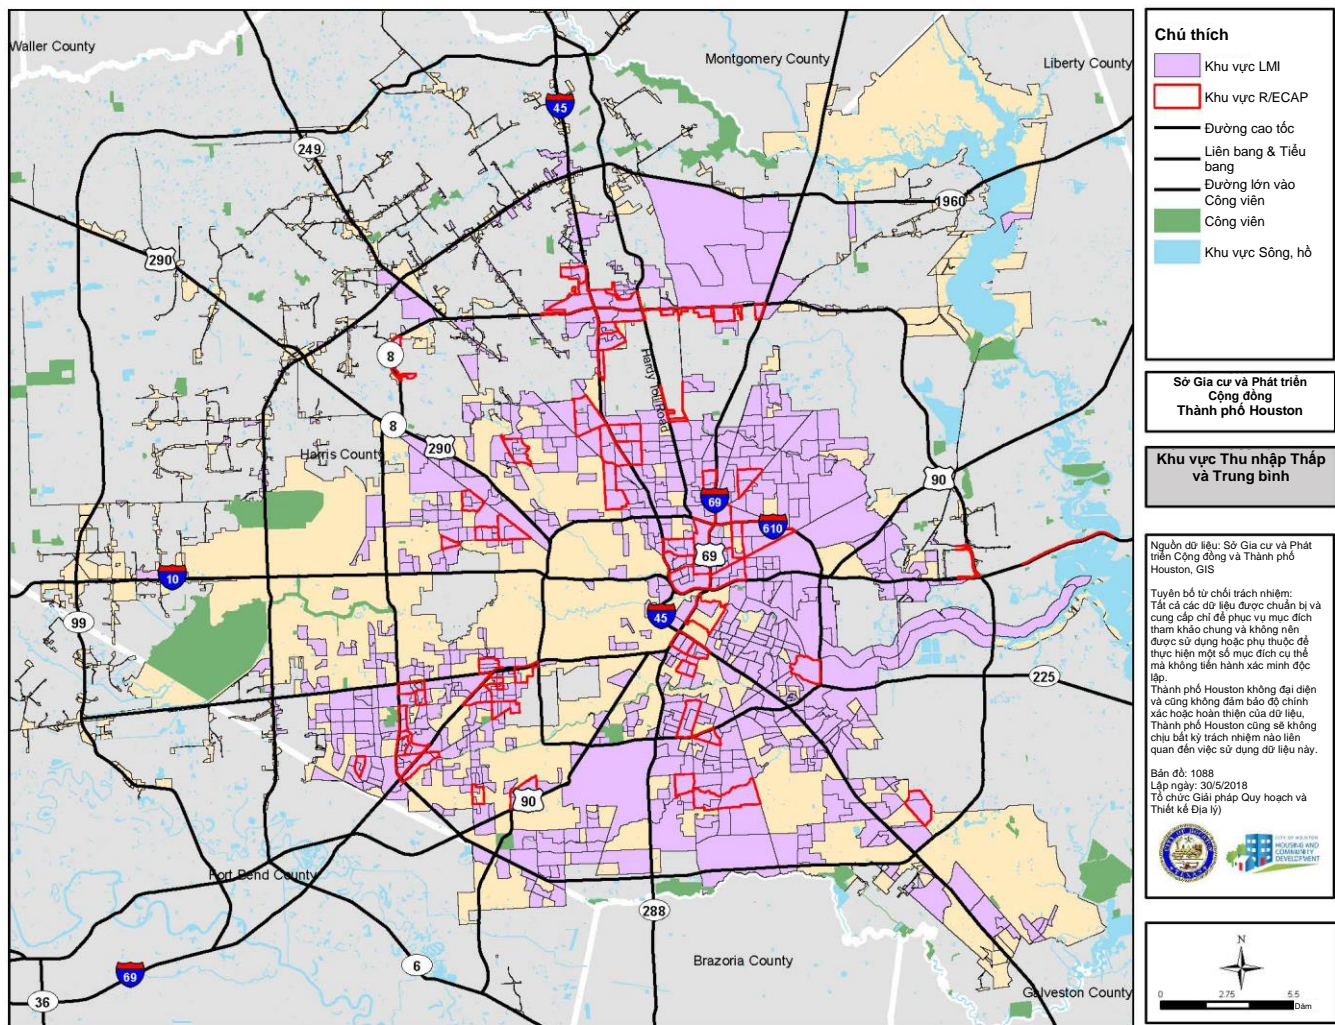 Waller County
Montgomery County
Liberty County
45
249
1960
290
290
8
8
Hardy Toll Road
Harris County
290
90
69
610
69
10
45
99
225
90
Fort Bend County
288
69
6
36
Brazoria County
Galveston County
Chú thích
Khu vực LMI
Khu vực R/ECAP
Đường cao tốc
Liên bang & Tiểu
bang
Đường lớn vào
Công viên
Công viên
Khu vực Sông, hồ
Sở Gia cư và Phát triển
Cộng đồng
Thành phố Houston
Khu vực Thu nhập Thấp
và Trung bình
Nguồn dữ liệu: Sở Gia cư và Phát
triển Cộng đồng và Thành phố
Houston, GIS
Tuyên bố từ chối trách nhiệm:
Tất cả các dữ liệu được chuẩn bị và
cung cấp chỉ để phục vụ mục đích
tham khảo chung và không nên
được sử dụng hoặc phụ thuộc để
thực hiện một số mục đích cụ thể
mà không tiến hành xác minh độc
lập.
Thành phố Houston không đại diện
và cũng không đảm bảo độ chính
xác hoặc hoàn thiện của dữ liệu,
Thành phố Houston cũng sẽ không
chịu bất kỳ trách nhiệm nào liên
quan đến việc sử dụng dữ liệu này.
Bản đồ: 1088
Lập ngày: 30/5/2018
Tổ chức Giải pháp Quy hoạch và
Thiết kế Địa lý)
CITY OF HOUSTON
HOUSING AND
COMMUNITY
DEVELOPMENT
N
0 2.75 5.5
Dặm